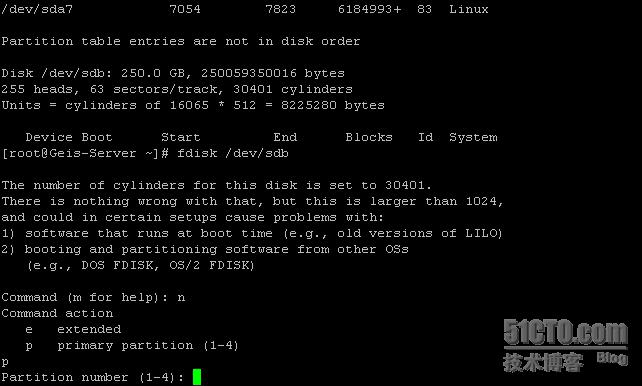 /dev/sda7 7054 7823 6184993+ 83 Linux
Partition table entries are not in disk order
Disk /dev/sdb: 250.0 GB, 250059350016 bytes
255 heads, 63 sectors/track, 30401 cylinders
Units = cylinders of 16065 * 512 = 8225280 bytes
Device Boot Start End Blocks Id System
[root@Geis-Server ~]# fdisk /dev/sdb
The number of cylinders for this disk is set to 30401.
There is nothing wrong with that, but this is larger than 1024,
and could in certain setups cause problems with:
1) software that runs at boot time (e.g., old versions of LILO)
2) booting and partitioning software from other OSs
(e.g., DOS FDISK, OS/2 FDISK)
Command (m for help): n
Command action
e extended
p primary partition (1-4)
p
Partition number (1-4):
51CTO.com
技术博客 Blog